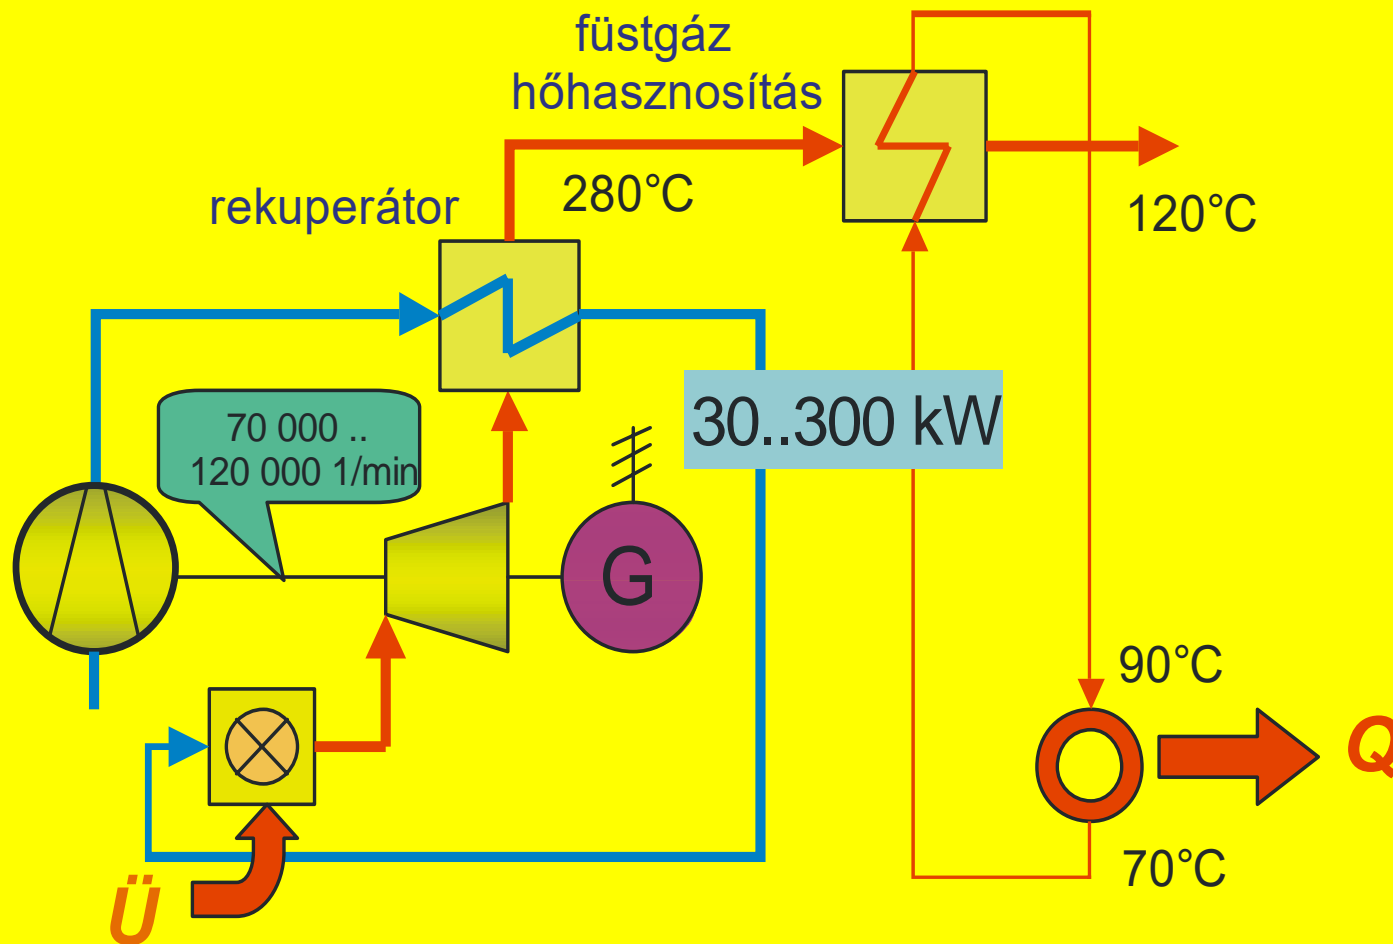 füstgáz
hőhasznosítás
280°C
120°C
rekuperátor
70 000 ..
120 000 1/min
30..300 kW
G
90°C
Q
70°C
Ü